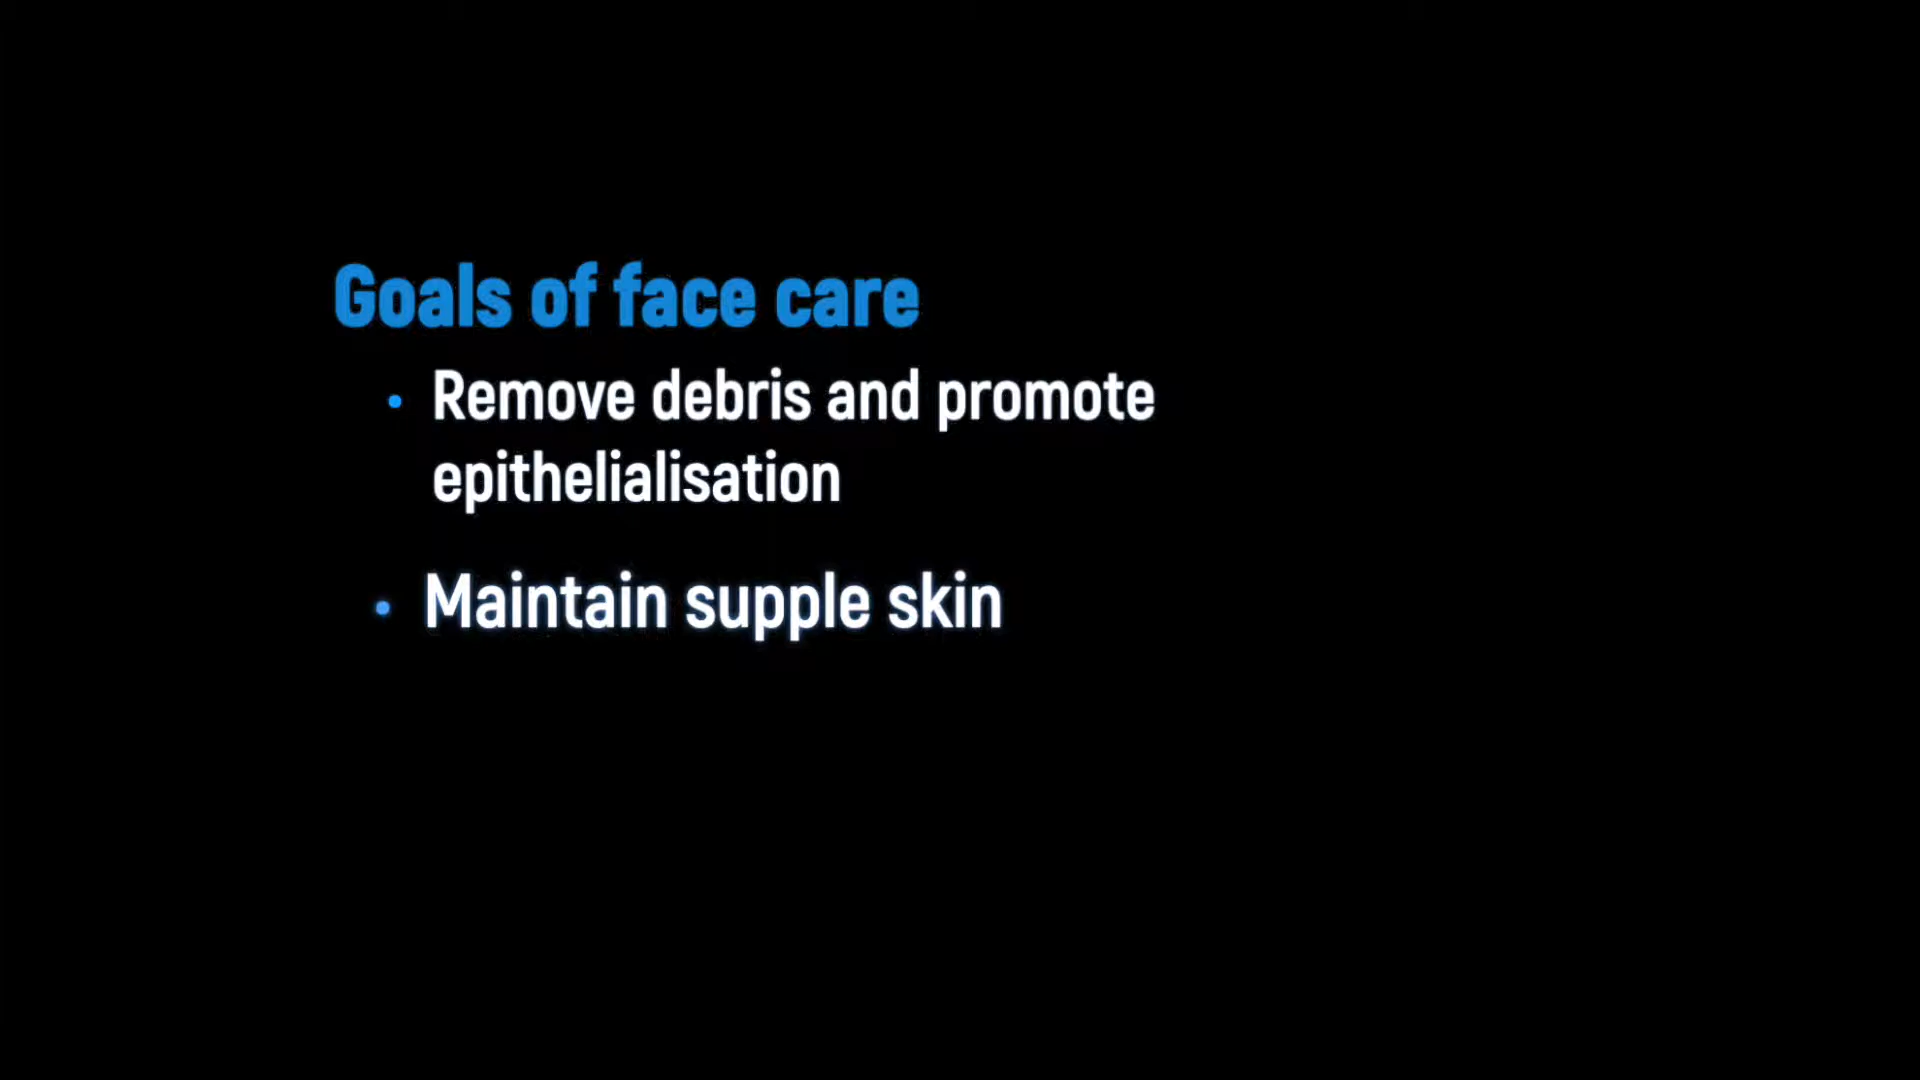 Goals of face care
• Remove debris and promote
epithelialisation
• Maintain supple skin